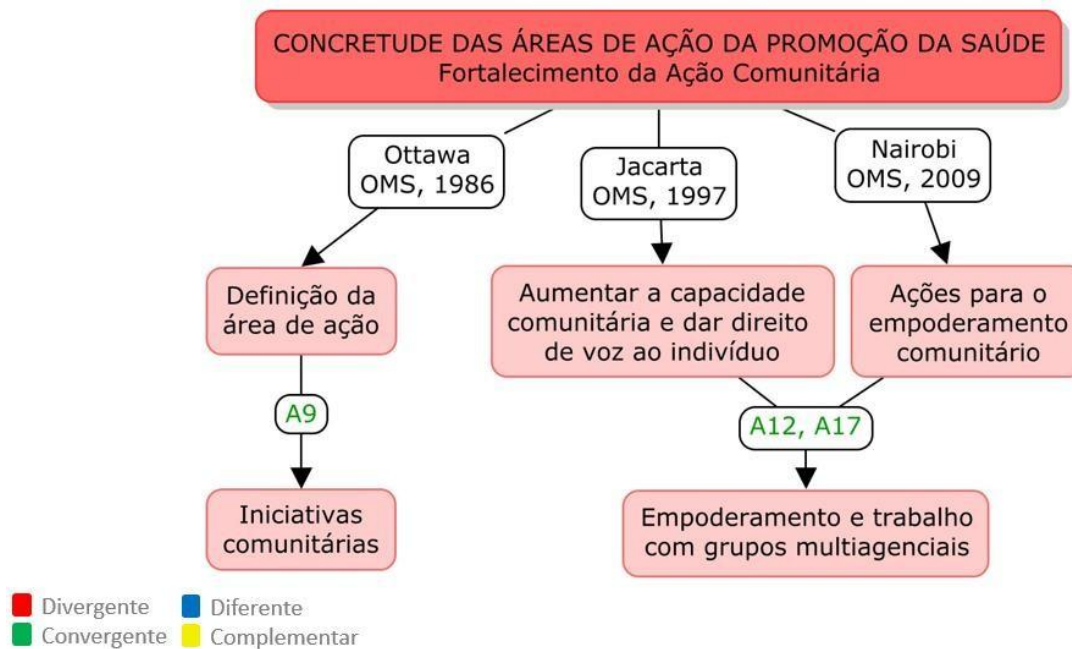 CONCRETUDE DAS ÁREAS DE AÇÃO DA PROMOÇÃO DA SAÚDE
Fortalecimento da Ação Comunitária
Ottawa
OMS, 1986
Jacarta
OMS, 1997
Nairobi
OMS, 2009
Definição da
área de ação
Aumentar a capacidade
comunitária e dar direito
de voz ao indivíduo
Ações para o
empoderamento
comunitário
A9
A12, A17
Iniciativas
comunitárias
Empoderamento e trabalho
com grupos multiagenciais
Divergente
Diferente
Convergente
Complementar